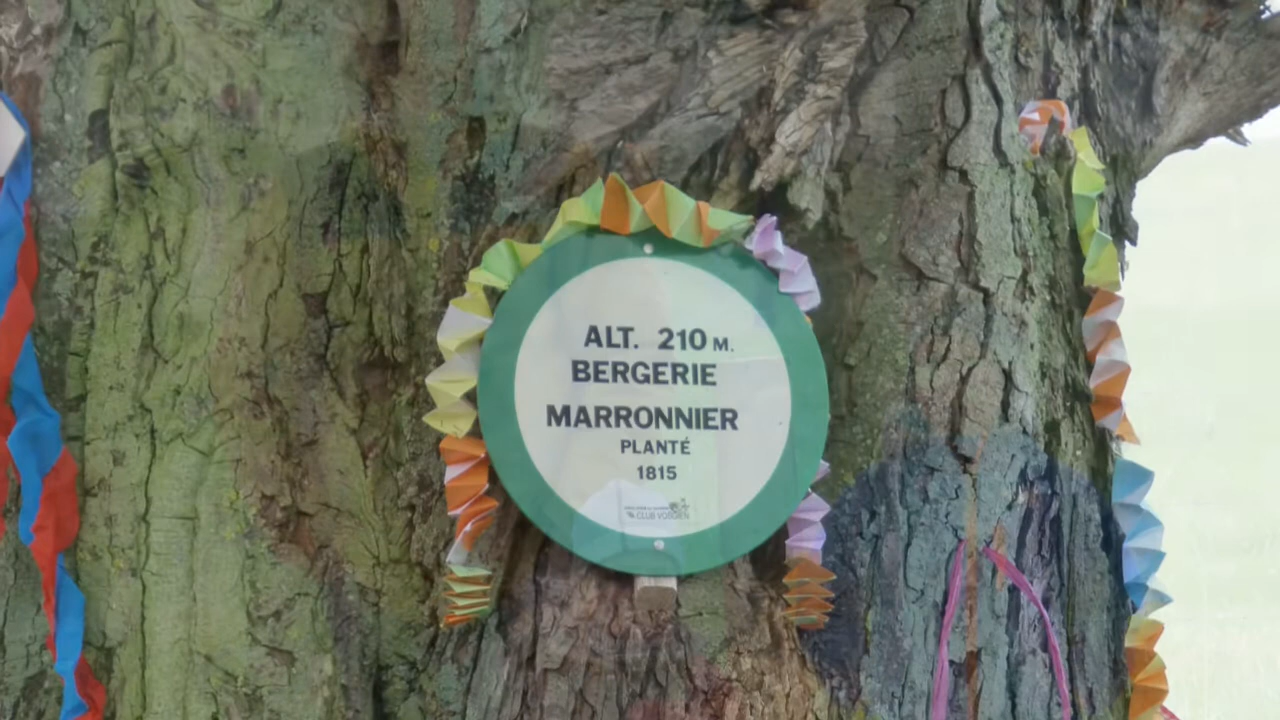 ALT. 210 M.
BERGERIE
MARRONNIER
PLANTÉ
1815
CLUB VOSGIEN